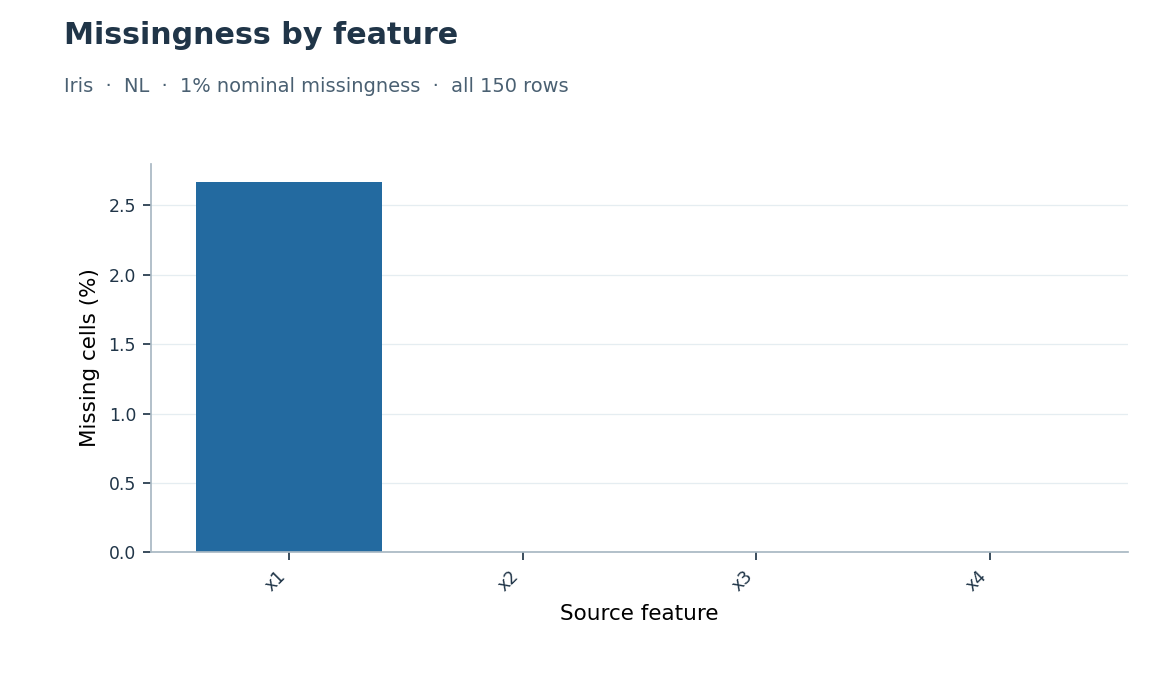 Missingness by feature
Iris · NL · 1% nominal missingness · all 150 rows
2.5
2.0
1.5
1.0
0.5
0.0
Missing cells (%)
x1 x2 x3 x4
Source feature